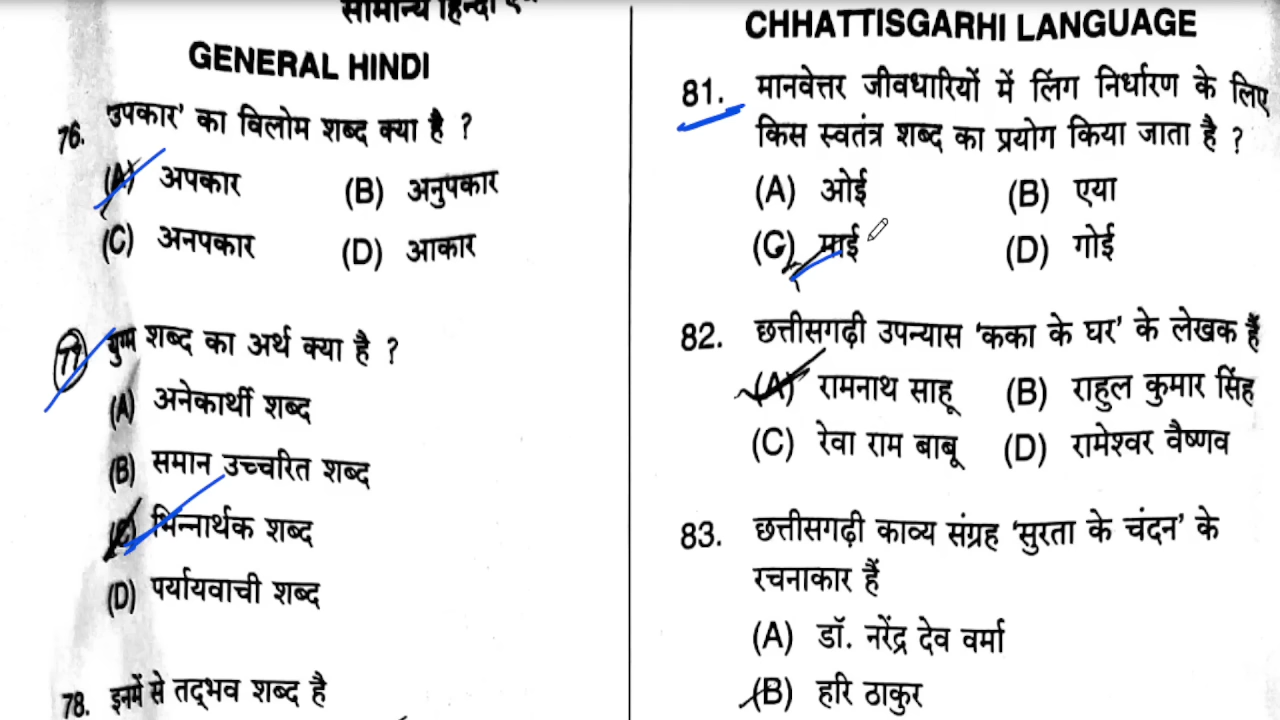 सामान्य हिन्दी
GENERAL HINDI
76. 'उपकार' का विलोम शब्द क्या है ?
(A) अपकार (B) अनुपकार
(C) अनपकार (D) आकार
77. युग्म शब्द का अर्थ क्या है ?
(A) अनेकार्थी शब्द
(B) समान उच्चरित शब्द
(C) भिन्नार्थक शब्द
(D) पर्यायवाची शब्द
78. इनमें से तद्भव शब्द है
CHHATTISGARHI LANGUAGE
81. मानवेत्तर जीवधारियों में लिंग निर्धारण के लिए
किस स्वतंत्र शब्द का प्रयोग किया जाता है ?
(A) ओई (B) एया
(C) माई (D) गोई
82. छत्तीसगढ़ी उपन्यास 'कका के घर' के लेखक हैं
(A) रामनाथ साहू (B) राहुल कुमार सिंह
(C) रेवा राम बाबू (D) रामेश्वर वैष्णव
83. छत्तीसगढ़ी काव्य संग्रह 'सुरता के चंदन' के
रचनाकार हैं
(A) डॉ. नरेंद्र देव वर्मा
(B) हरि ठाकुर